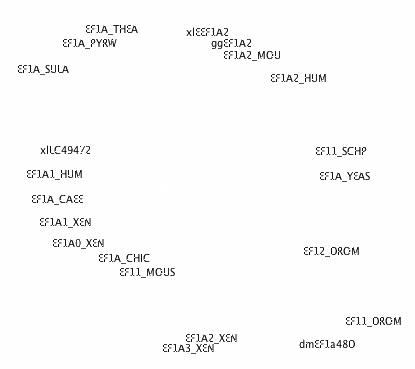 EF1A_THEA
xlEEF1A2
EF1A_PYRW
ggEF1A2
EF1A2_MOU
EF1A_SULA
EF1A2_HUM
xlLC494/2
EF11_SCHP
EF1A1_HUM
EF1A_YEAS
EF1A_CAEE
EF1A1_XEN
EF1A0_XEN
EF12_OROM
EF1A_CHIC
EF11_MOUS
EF11_OROM
EF1A2_XEN
dmEF1a48O
EF1A3_XEN